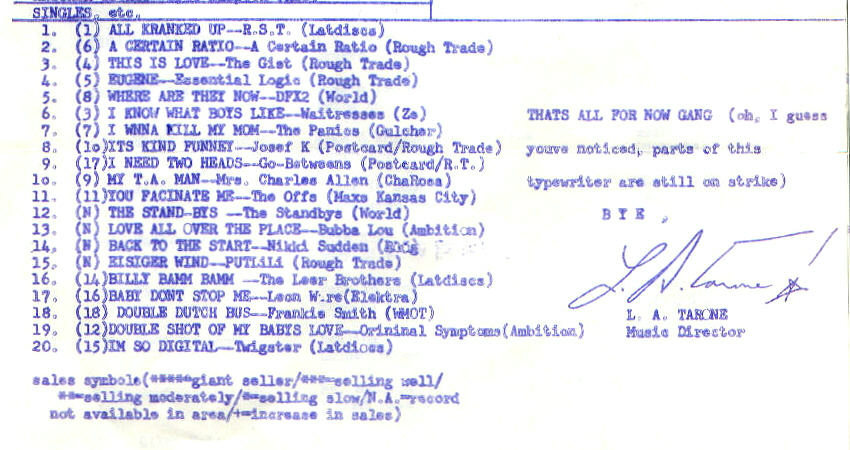 SINGLES, etc.
1. (1) ALL KRANKED UP--R.S.T. (Latdiscs)
2. (6) A CERTAIN RATIO--A Certain Ratio (Rough Trade)
3. (4) THIS IS LOVE--The Gist (Rough Trade)
4. (5) EUGENE--Essential Logic (Rough Trade)
5. (8) WHERE ARE THEY NOW--DFX2 (World)
6. (3) I KNOW WHAT BOYS LIKE--Waitresses (Ze)
7. (7) I WNNA KILL MY MOM--The Panics (Gulcher)
8. (1o)ITS KIND FUNNEY--Josef K (Postcard/Rough Trade)
9. (17)I NEED TWO HEADS--Go-Betweens (Postcard/R.T.)
1o. (9) MY T.A. MAN--Mrs. Charles Allen (ChaRosa)
11. (11)YOU FACINATE ME--The Offs (Maxs Kansas City)
12. (N) THE STAND-BYS --The Standbys (World)
13. (N) LOVE ALL OVER THE PLACE--Bubba Lou (Ambition)
14. (N) BACK TO THE START--Nikki Sudden
15. (N) EISIGER WIND--PUTLiLi (Rough Trade)
16. (14)BILLY BAMM BAMM --The Leer Brothers (Latdiscs)
17. (16)BABY DONT STOP ME--Leon W.re(Elektra)
18. (18) DOUBLE DUTCH BUS--Frankie Smith (WMOT)
19. (12)DOUBLE SHOT OF MY BABYS LOVE--Orininal Symptoms(Ambition)
20. (15)IM SO DIGITAL--Twigster (Latdiscs)
sales symbols(*****=giant seller/***=selling well/
**=selling moderately/*=selling slow/N.A.=record
not available in area/+=increase in sales)
THATS ALL FOR NOW GANG (oh, I guess
youve noticed, parts of this
typewriter are still on strike)
B Y E ,
L. A. Tarone
L. A. TARONE
Music Director